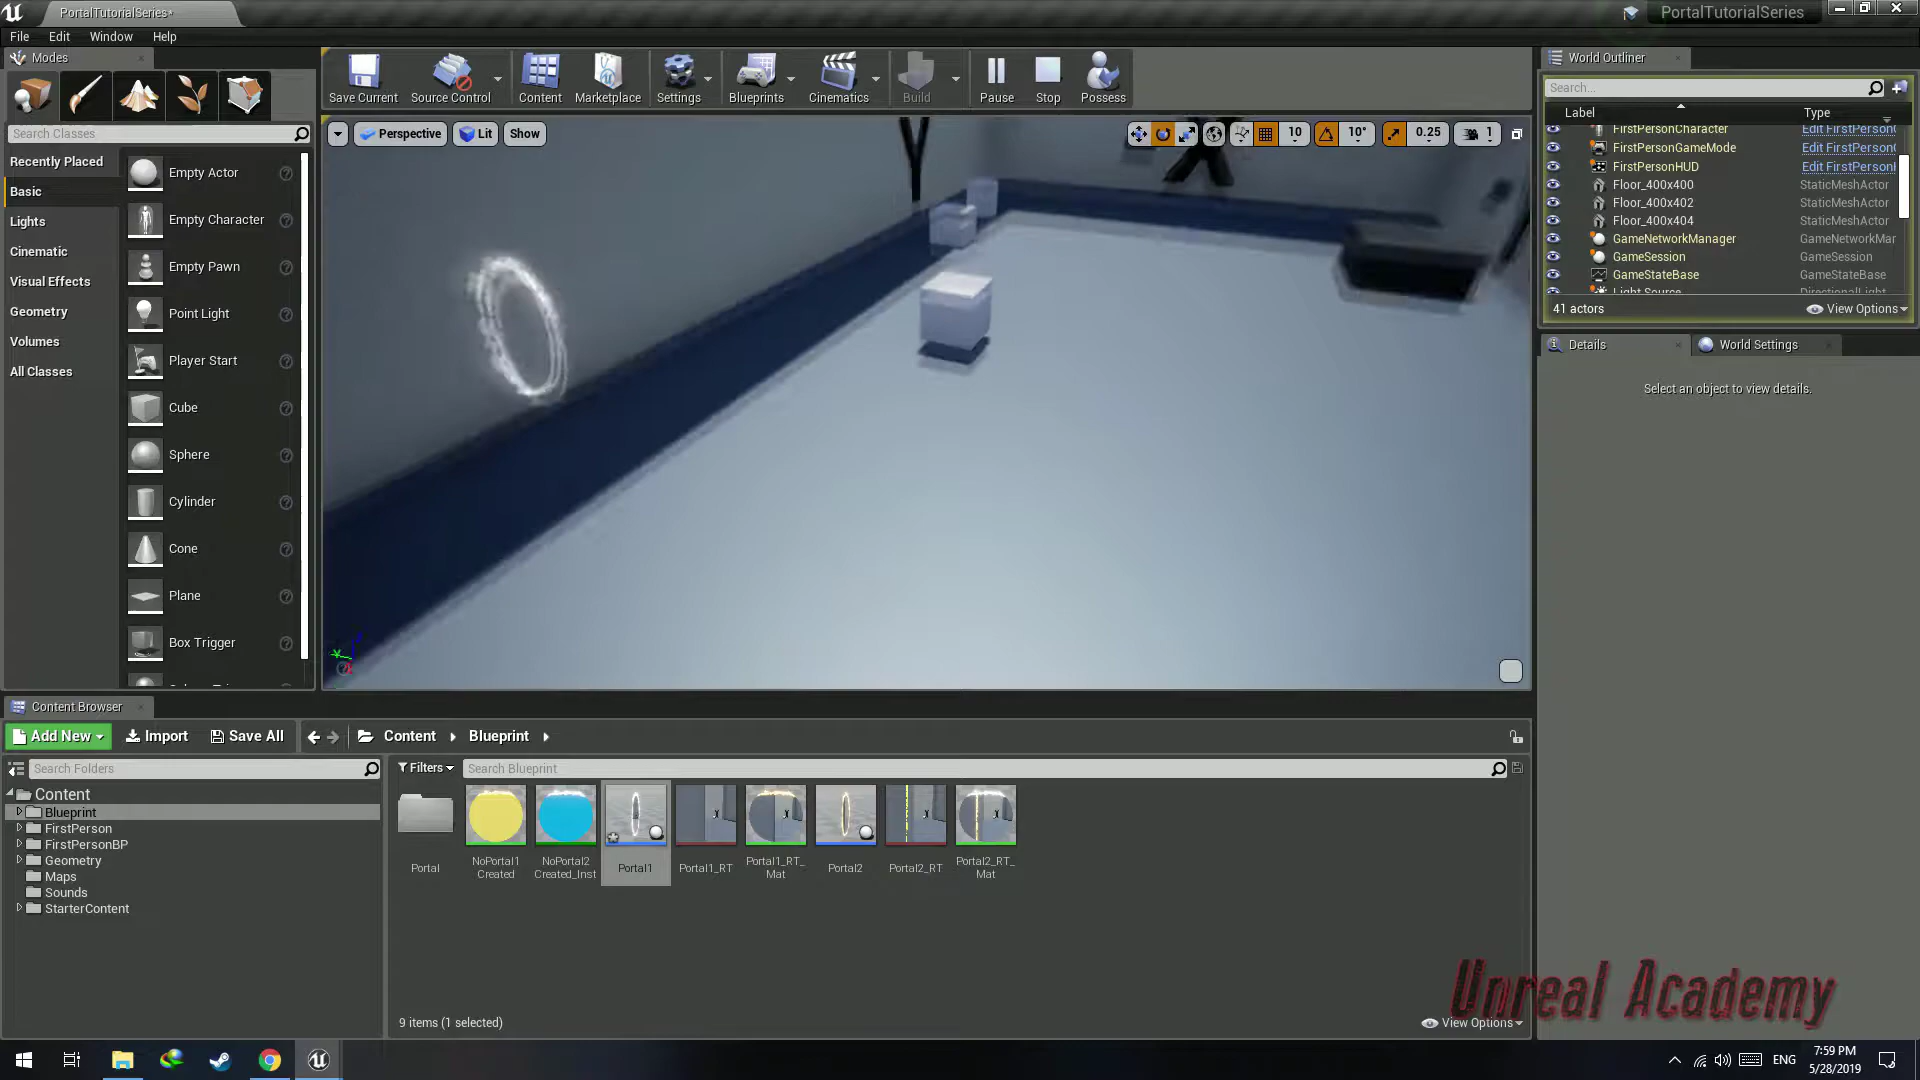 PortalTutorialSeries*
PortalTutorialSeries
File Edit Window Help
Modes
Save Current
Source Control
Content
Marketplace
Settings
Blueprints
Cinematics
Build
Pause
Stop
Possess
Search Classes
Recently Placed
Basic
Lights
Cinematic
Visual Effects
Geometry
Volumes
All Classes
Empty Actor
Empty Character
Empty Pawn
Point Light
Player Start
Cube
Sphere
Cylinder
Cone
Plane
Box Trigger
Perspective
Lit
Show
10
10°
0.25
1
World Outliner
Search...
Label Type
FirstPersonCharacter Edit FirstPerson
FirstPersonGameMode Edit FirstPerson
FirstPersonHUD Edit FirstPerson
Floor_400x400 StaticMeshActor
Floor_400x402 StaticMeshActor
Floor_400x404 StaticMeshActor
GameNetworkManager GameNetworkMar
GameSession GameSession
GameStateBase GameStateBase
Light Source DirectionalLight
41 actors
View Options
Details
World Settings
Select an object to view details.
Content Browser
Add New
Import
Save All
Content
Blueprint
Search Folders
Content
Blueprint
FirstPerson
FirstPersonBP
Geometry
Maps
Sounds
StarterContent
Filters
Search Blueprint
Portal
NoPortal1
Created
NoPortal2
Created_Inst
Portal1
Portal1_RT
Portal1_RT_
Mat
Portal2
Portal2_RT
Portal2_RT_
Mat
9 items (1 selected)
View Options
Unreal Academy
ENG
7:59 PM
5/28/2019